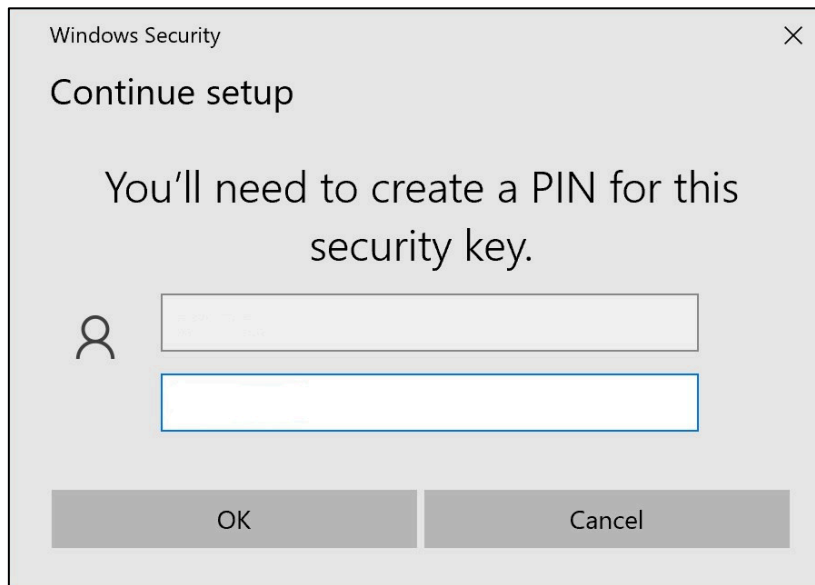 Windows Security
Continue setup
You’ll need to create a PIN for this
security key.
OK
Cancel